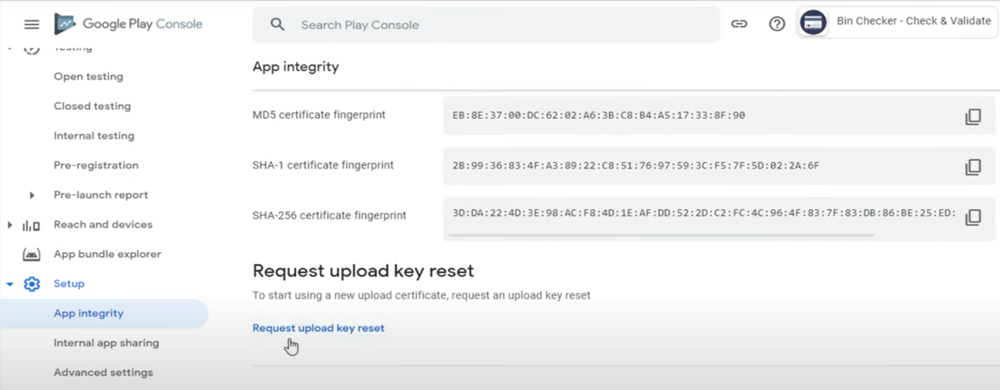 Google Play Console
Search Play Console
Bin Checker - Check & Validate
Testing
Open testing
Closed testing
Internal testing
Pre-registration
Pre-launch report
Reach and devices
App bundle explorer
Setup
App integrity
Internal app sharing
Advanced settings
App integrity
MD5 certificate fingerprint
EB:8E:37:00:DC:62:02:A6:3B:C8:B4:A5:17:33:8F:90
SHA-1 certificate fingerprint
2B:99:36:83:4F:A3:89:22:C8:51:76:97:59:3C:F5:7F:5D:02:2A:6F
SHA-256 certificate fingerprint
3D:DA:22:4D:3E:98:AC:F8:4D:1E:AF:DD:52:2D:C2:FC:4C:96:4F:83:7F:83:DB:86:BE:25:ED:
Request upload key reset
To start using a new upload certificate, request an upload key reset
Request upload key reset